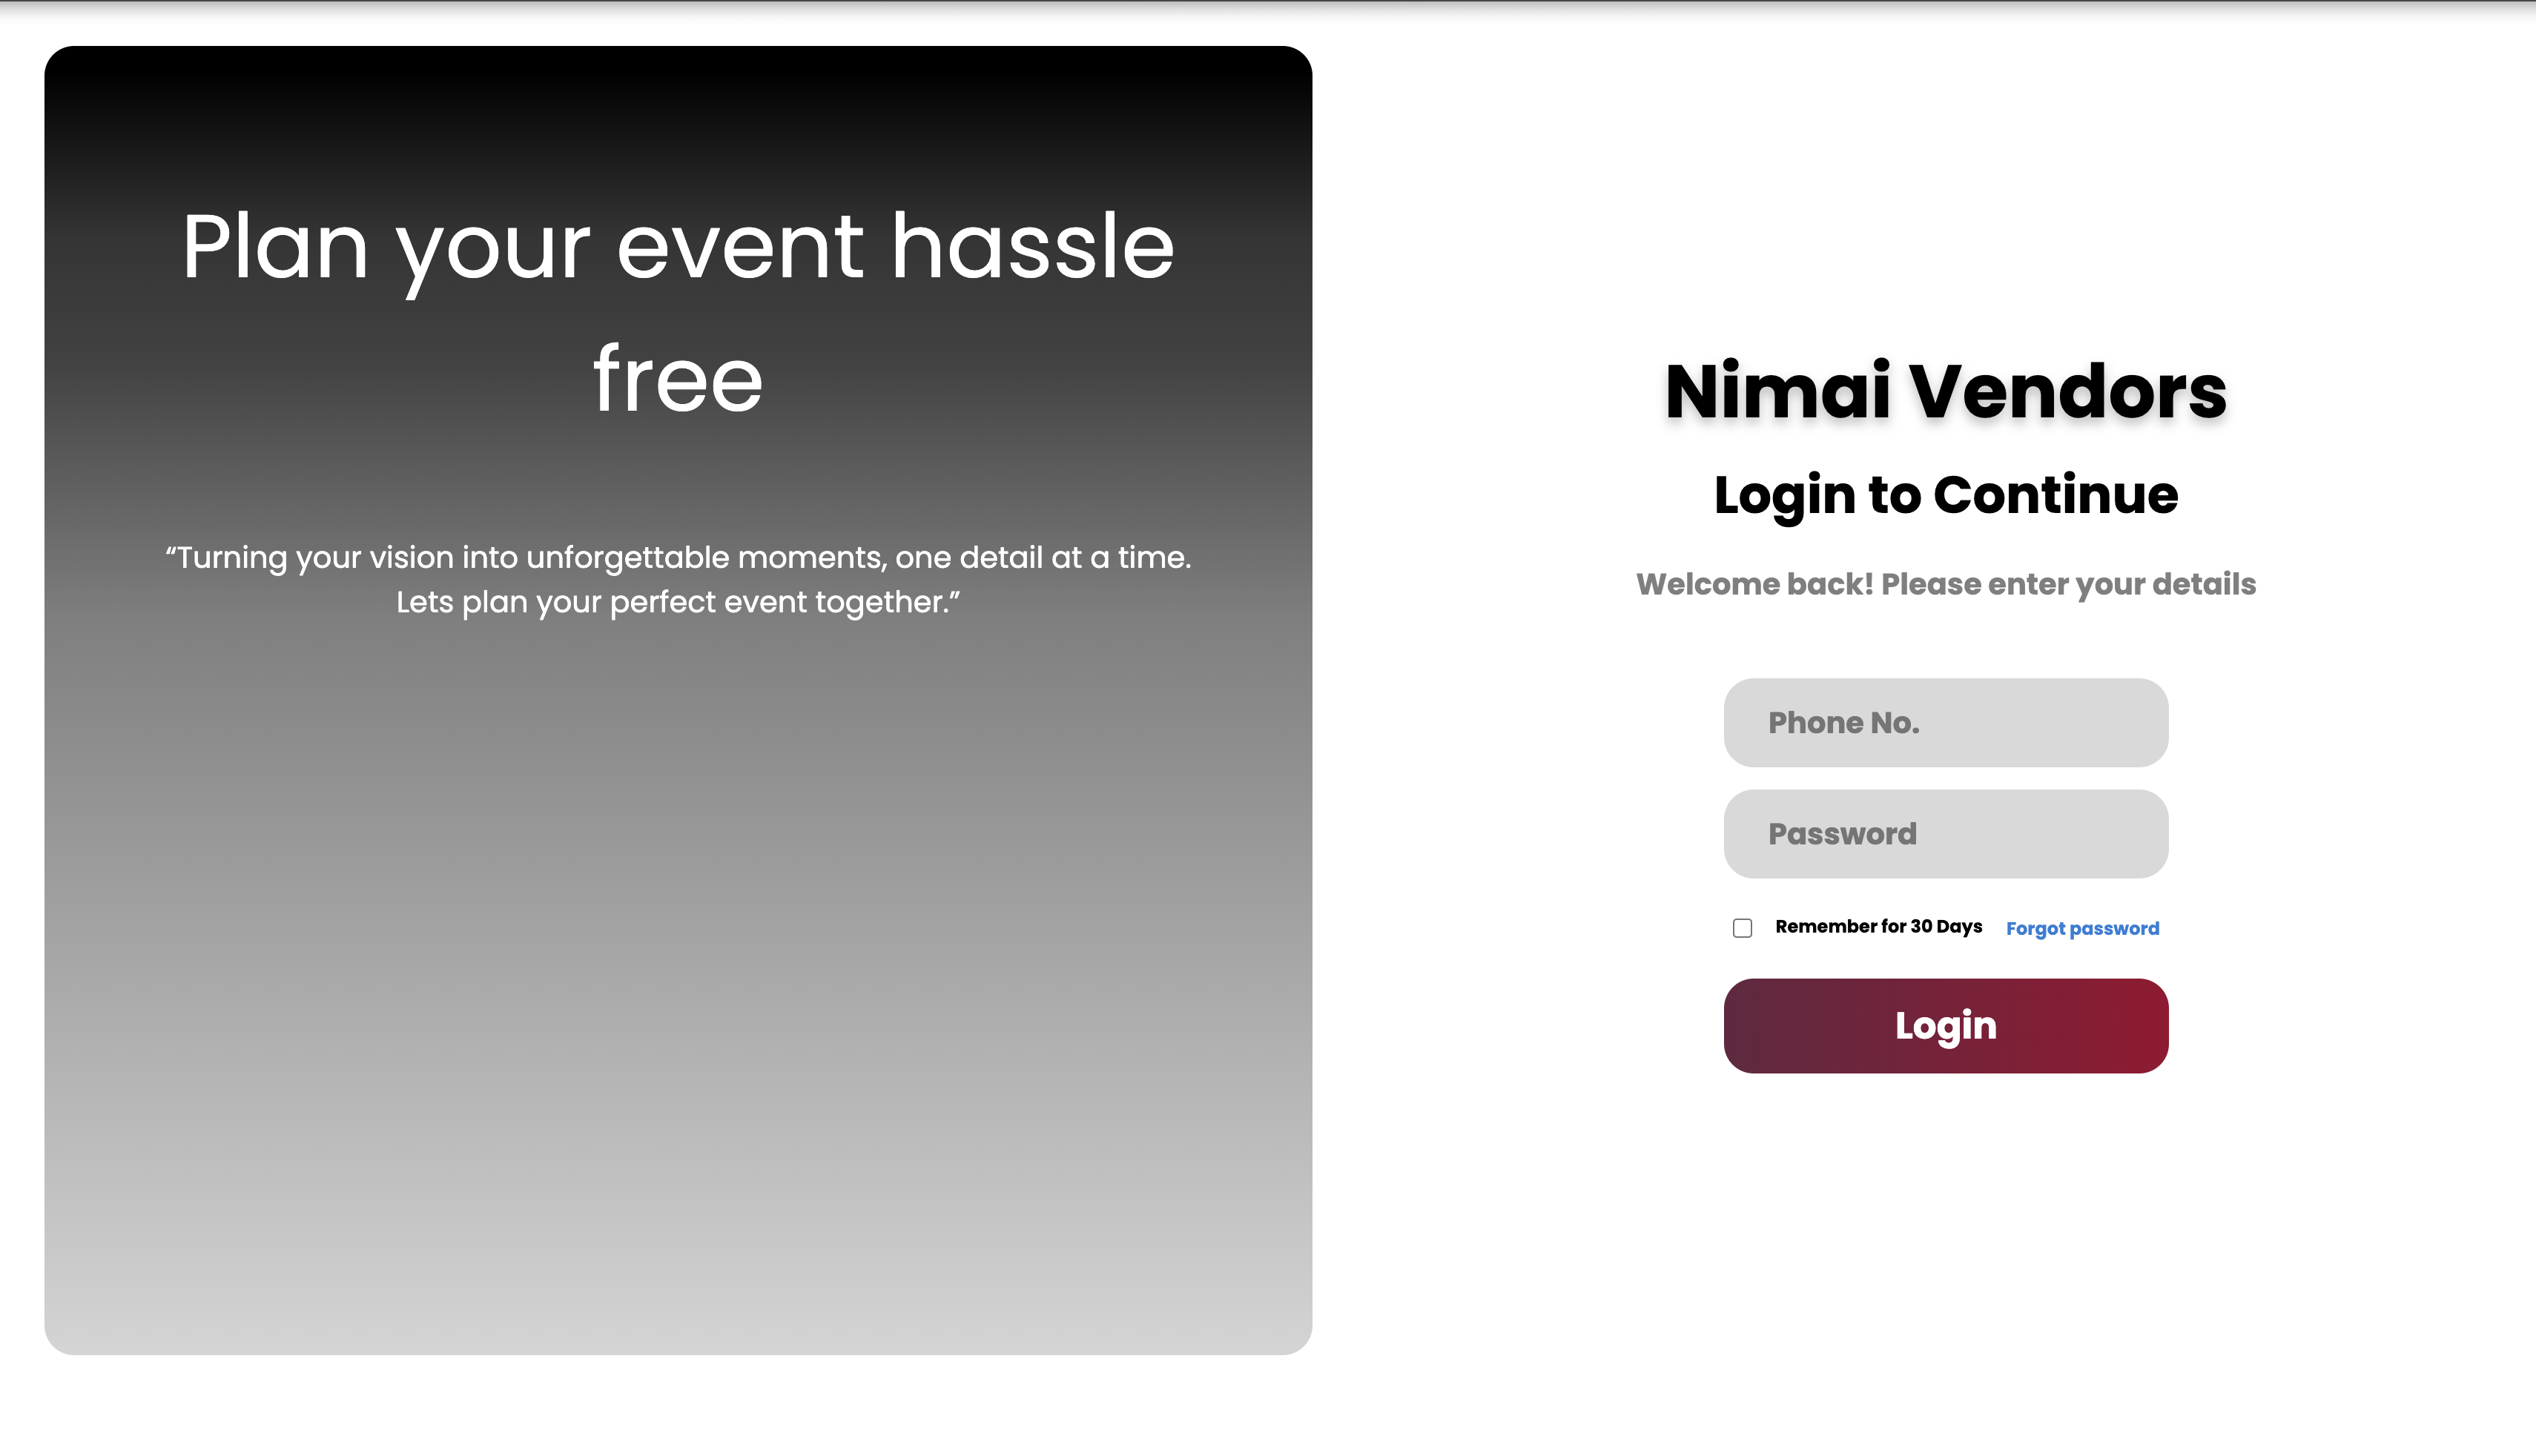 Plan your event hassle
free
“Turning your vision into unforgettable moments, one detail at a time.
Lets plan your perfect event together.”
Nimai Vendors
Login to Continue
Welcome back! Please enter your details
Phone No.
Password
Remember for 30 Days
Forgot password
Login